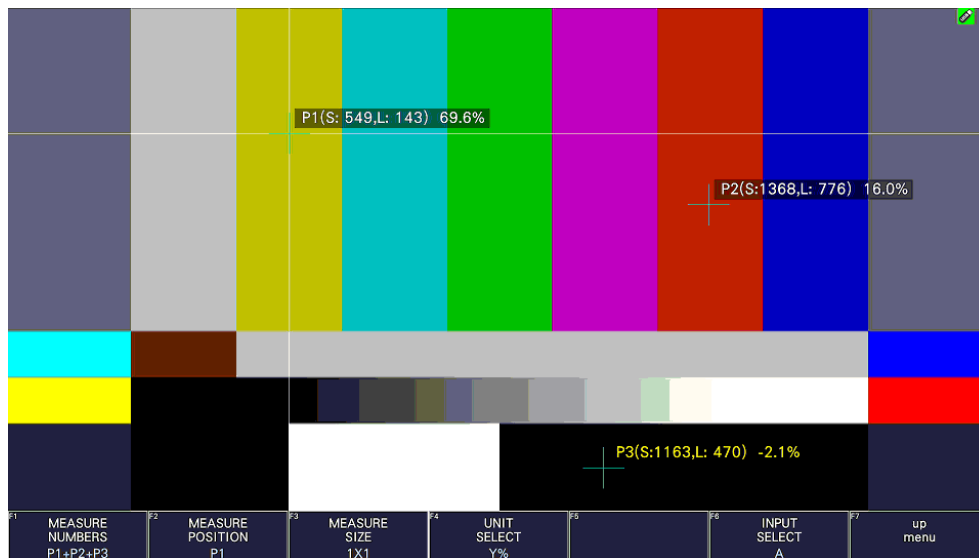 P1(S: 549,L: 143) 69.6%
P2(S:1368,L: 776) 16.0%
P3(S:1163,L: 470) -2.1%
F1 MEASURE NUMBERS P1+P2+P3
F2 MEASURE POSITION P1
F3 MEASURE SIZE 1X1
F4 UNIT SELECT Y%
F5
F6 INPUT SELECT A
F7 up menu